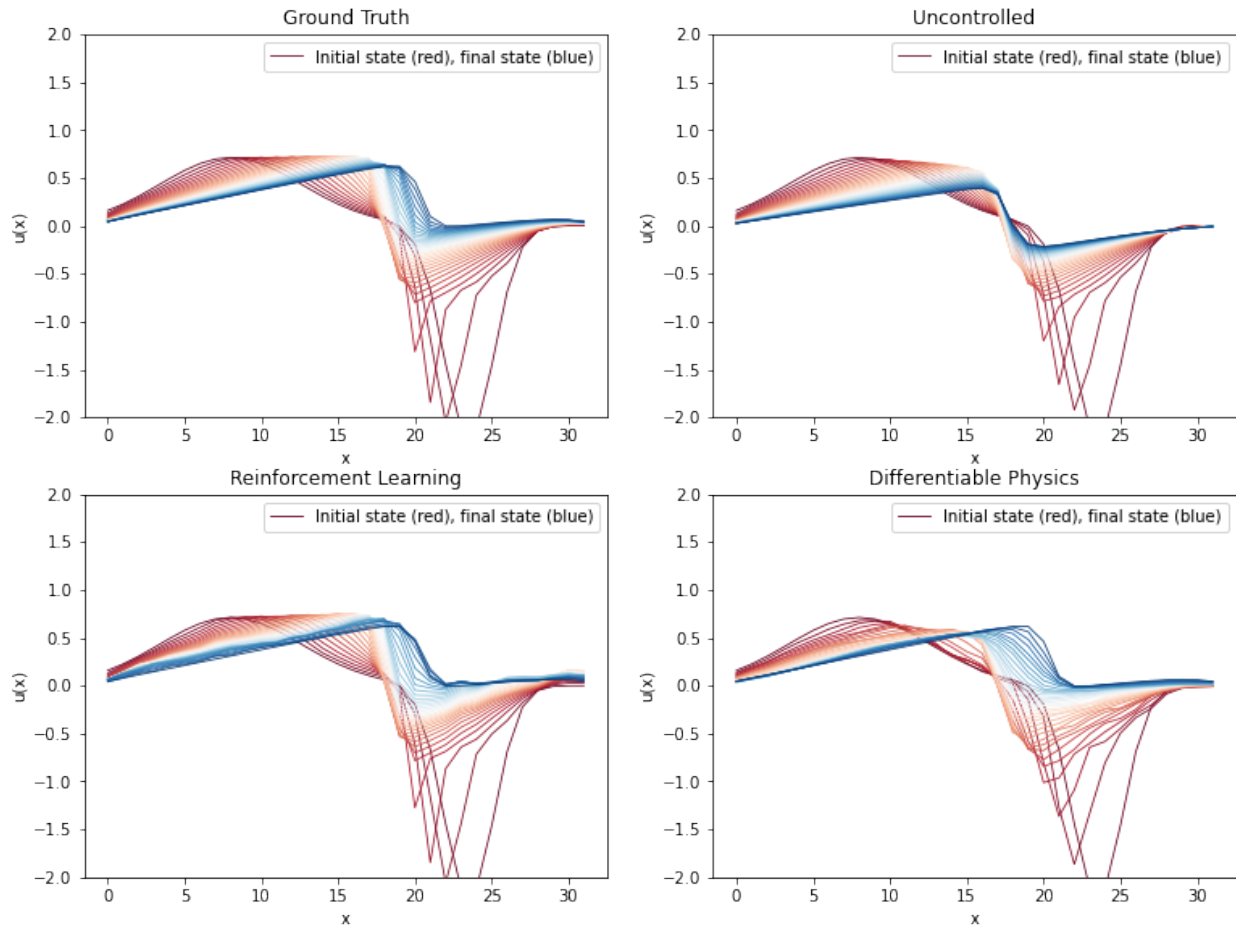 Ground Truth
Initial state (red), final state (blue)
2.0
1.5
1.0
0.5
0.0
−0.5
−1.0
−1.5
−2.0
u(x)
0 5 10 15 20 25 30
x
Uncontrolled
Initial state (red), final state (blue)
2.0
1.5
1.0
0.5
0.0
−0.5
−1.0
−1.5
−2.0
u(x)
0 5 10 15 20 25 30
x
Reinforcement Learning
Initial state (red), final state (blue)
2.0
1.5
1.0
0.5
0.0
−0.5
−1.0
−1.5
−2.0
u(x)
0 5 10 15 20 25 30
x
Differentiable Physics
Initial state (red), final state (blue)
2.0
1.5
1.0
0.5
0.0
−0.5
−1.0
−1.5
−2.0
u(x)
0 5 10 15 20 25 30
x